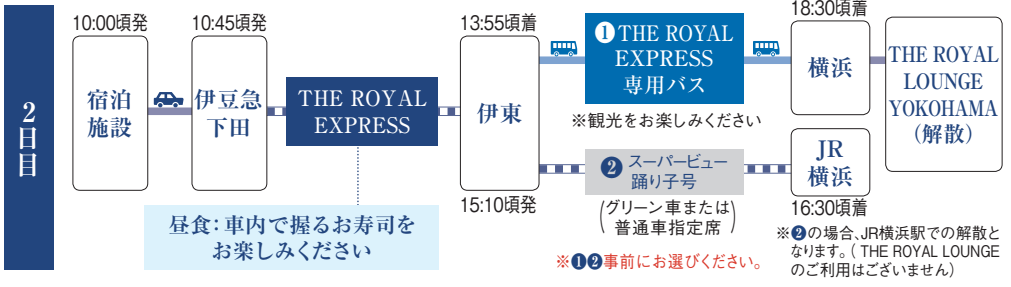 2日目
10:00頃発
宿泊
施設
10:45頃発
伊豆急
下田
THE ROYAL
EXPRESS
昼食：車内で握るお寿司を
お楽しみください
13:55頃着
伊東
15:10頃発
❶THE ROYAL
EXPRESS
専用バス
※観光をお楽しみください
❷スーパービュー
踊り子号
(グリーン車または
普通車指定席)
※❶❷事前にお選びください。
18:30頃着
横浜
THE ROYAL
LOUNGE
YOKOHAMA
(解散)
JR
横浜
16:30頃着
※❷の場合、JR横浜駅での解散と
なります。( THE ROYAL LOUNGE
のご利用はございません)